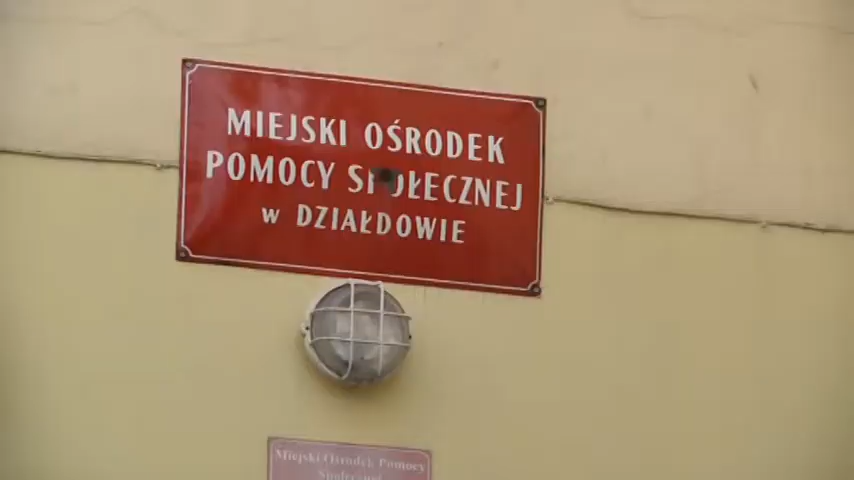 MIEJSKI OŚRODEK
POMOCY SPOŁECZNEJ
w DZIAŁDOWIE
Miejski Ośrodek Pomocy